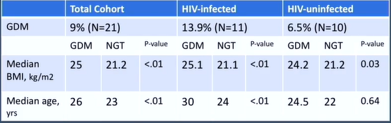 Total Cohort HIV-infected HIV-uninfected
GDM 9% (N=21) 13.9% (N=11) 6.5% (N=10)
GDM NGT P-value GDM NGT P-value GDM NGT P-value
Median BMI, kg/m2 25 21.2 <.01 25.1 21.1 <.01 24.2 21.2 0.03
Median age, yrs 26 23 <.01 30 24 <.01 24.5 22 0.64